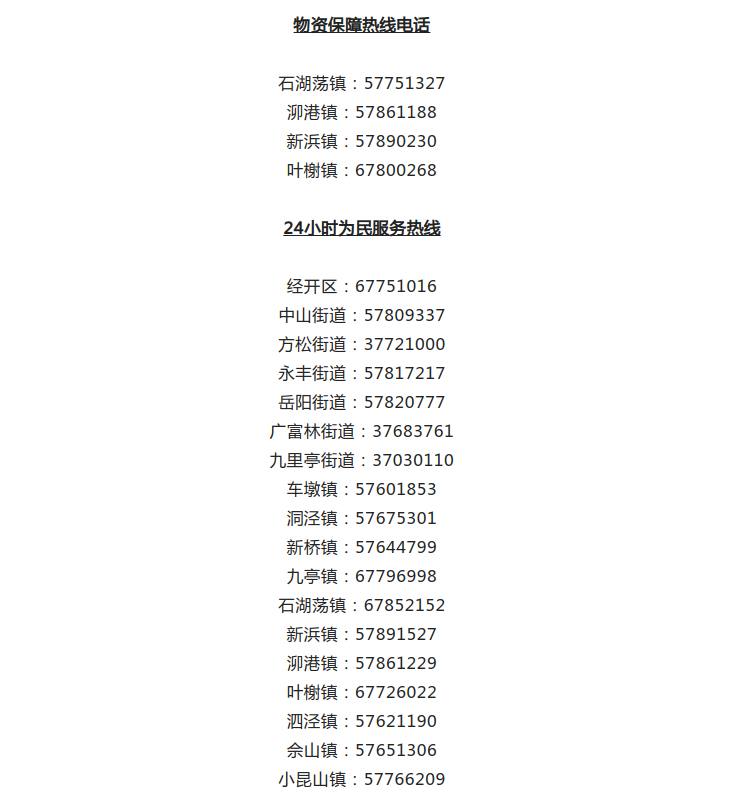 物资保障热线电话
石湖荡镇：57751327
泖港镇：57861188
新浜镇：57890230
叶榭镇：67800268
24小时为民服务热线
经开区：67751016
中山街道：57809337
方松街道：37721000
永丰街道：57817217
岳阳街道：57820777
广富林街道：37683761
九里亭街道：37030110
车墩镇：57601853
洞泾镇：57675301
新桥镇：57644799
九亭镇：67796998
石湖荡镇：67852152
新浜镇：57891527
泖港镇：57861229
叶榭镇：67726022
泗泾镇：57621190
佘山镇：57651306
小昆山镇：57766209